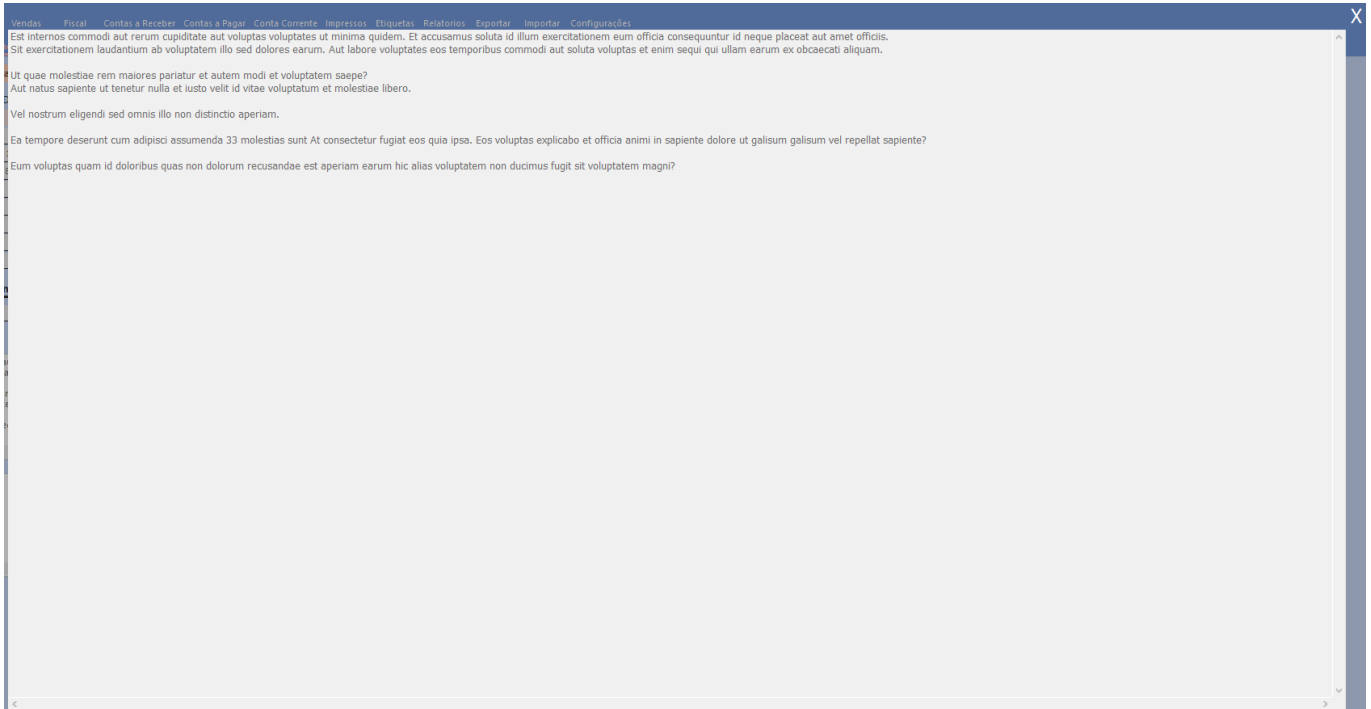 X
Vendas Fiscal Contas a Receber Contas a Pagar Conta Corrente Impressos Etiquetas Relatorios Exportar Importar Configurações
Est internos commodi aut rerum cupiditate aut voluptas voluptates ut minima quidem. Et accusamus soluta id illum exercitationem eum officia consequuntur id neque placeat aut amet officiis.
Sit exercitationem laudantium ab voluptatem illo sed dolores earum. Aut labore voluptates eos temporibus commodi aut soluta voluptas et enim sequi qui ullam earum ex obcaecati aliquam.
Ut quae molestiae rem maiores pariatur et autem modi et voluptatem saepe?
Aut natus sapiente ut tenetur nulla et iusto velit id vitae voluptatum et molestiae libero.
Vel nostrum eligendi sed omnis illo non distinctio aperiam.
Ea tempore deserunt cum adipisci assumenda 33 molestias sunt At consectetur fugiat eos quia ipsa. Eos voluptas explicabo et officia animi in sapiente dolore ut galisum galisum vel repellat sapiente?
Eum voluptas quam id doloribus quas non dolorum recusandae est aperiam earum hic alias voluptatem non ducimus fugit sit voluptatem magni?